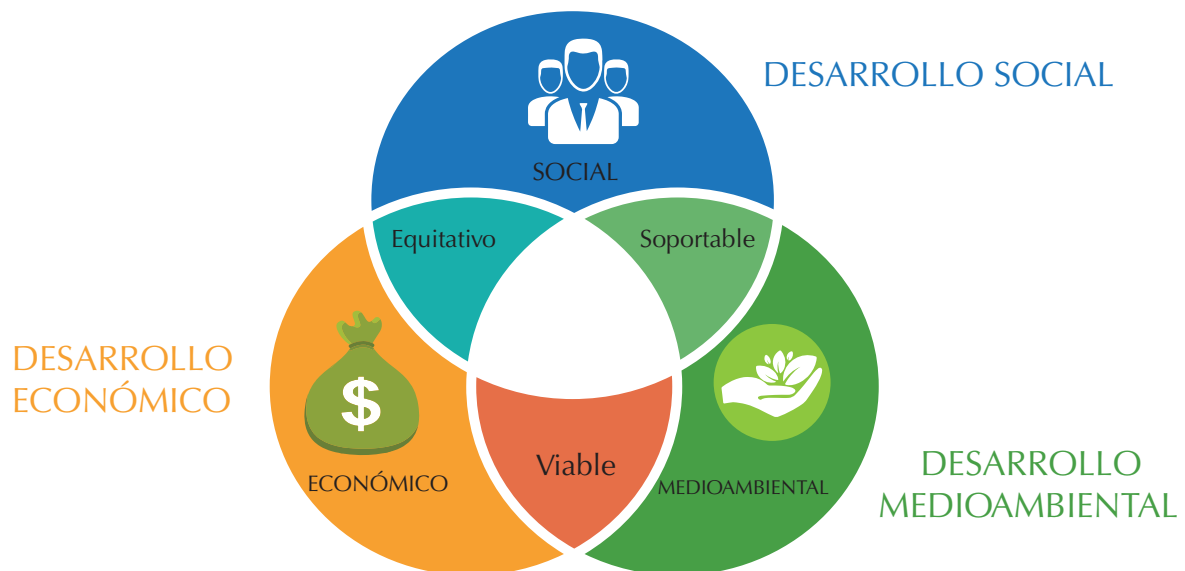 DESARROLLO SOCIAL
SOCIAL
Equitativo
Soportable
DESARROLLO
ECONÓMICO
$
ECONÓMICO
Viable
MEDIOAMBIENTAL
DESARROLLO
MEDIOAMBIENTAL